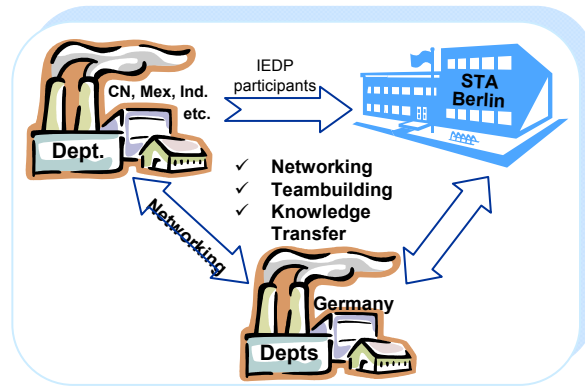 CN, Mex, Ind.
etc.
Dept.
IEDP
participants
STA
Berlin
✓ Networking
✓ Teambuilding
✓ Knowledge
Transfer
Networking
Germany
Depts